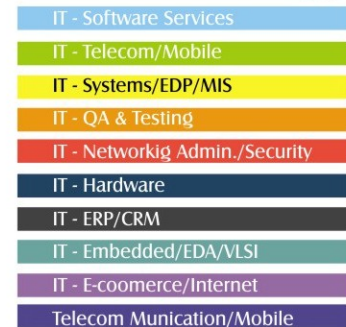 IT - Software Services
IT - Telecom/Mobile
IT - Systems/EDP/MIS
IT - QA & Testing
IT - Networkig Admin./Security
IT - Hardware
IT - ERP/CRM
IT - Embedded/EDA/VLSI
IT - E-coomerce/Internet
Telecom Munication/Mobile